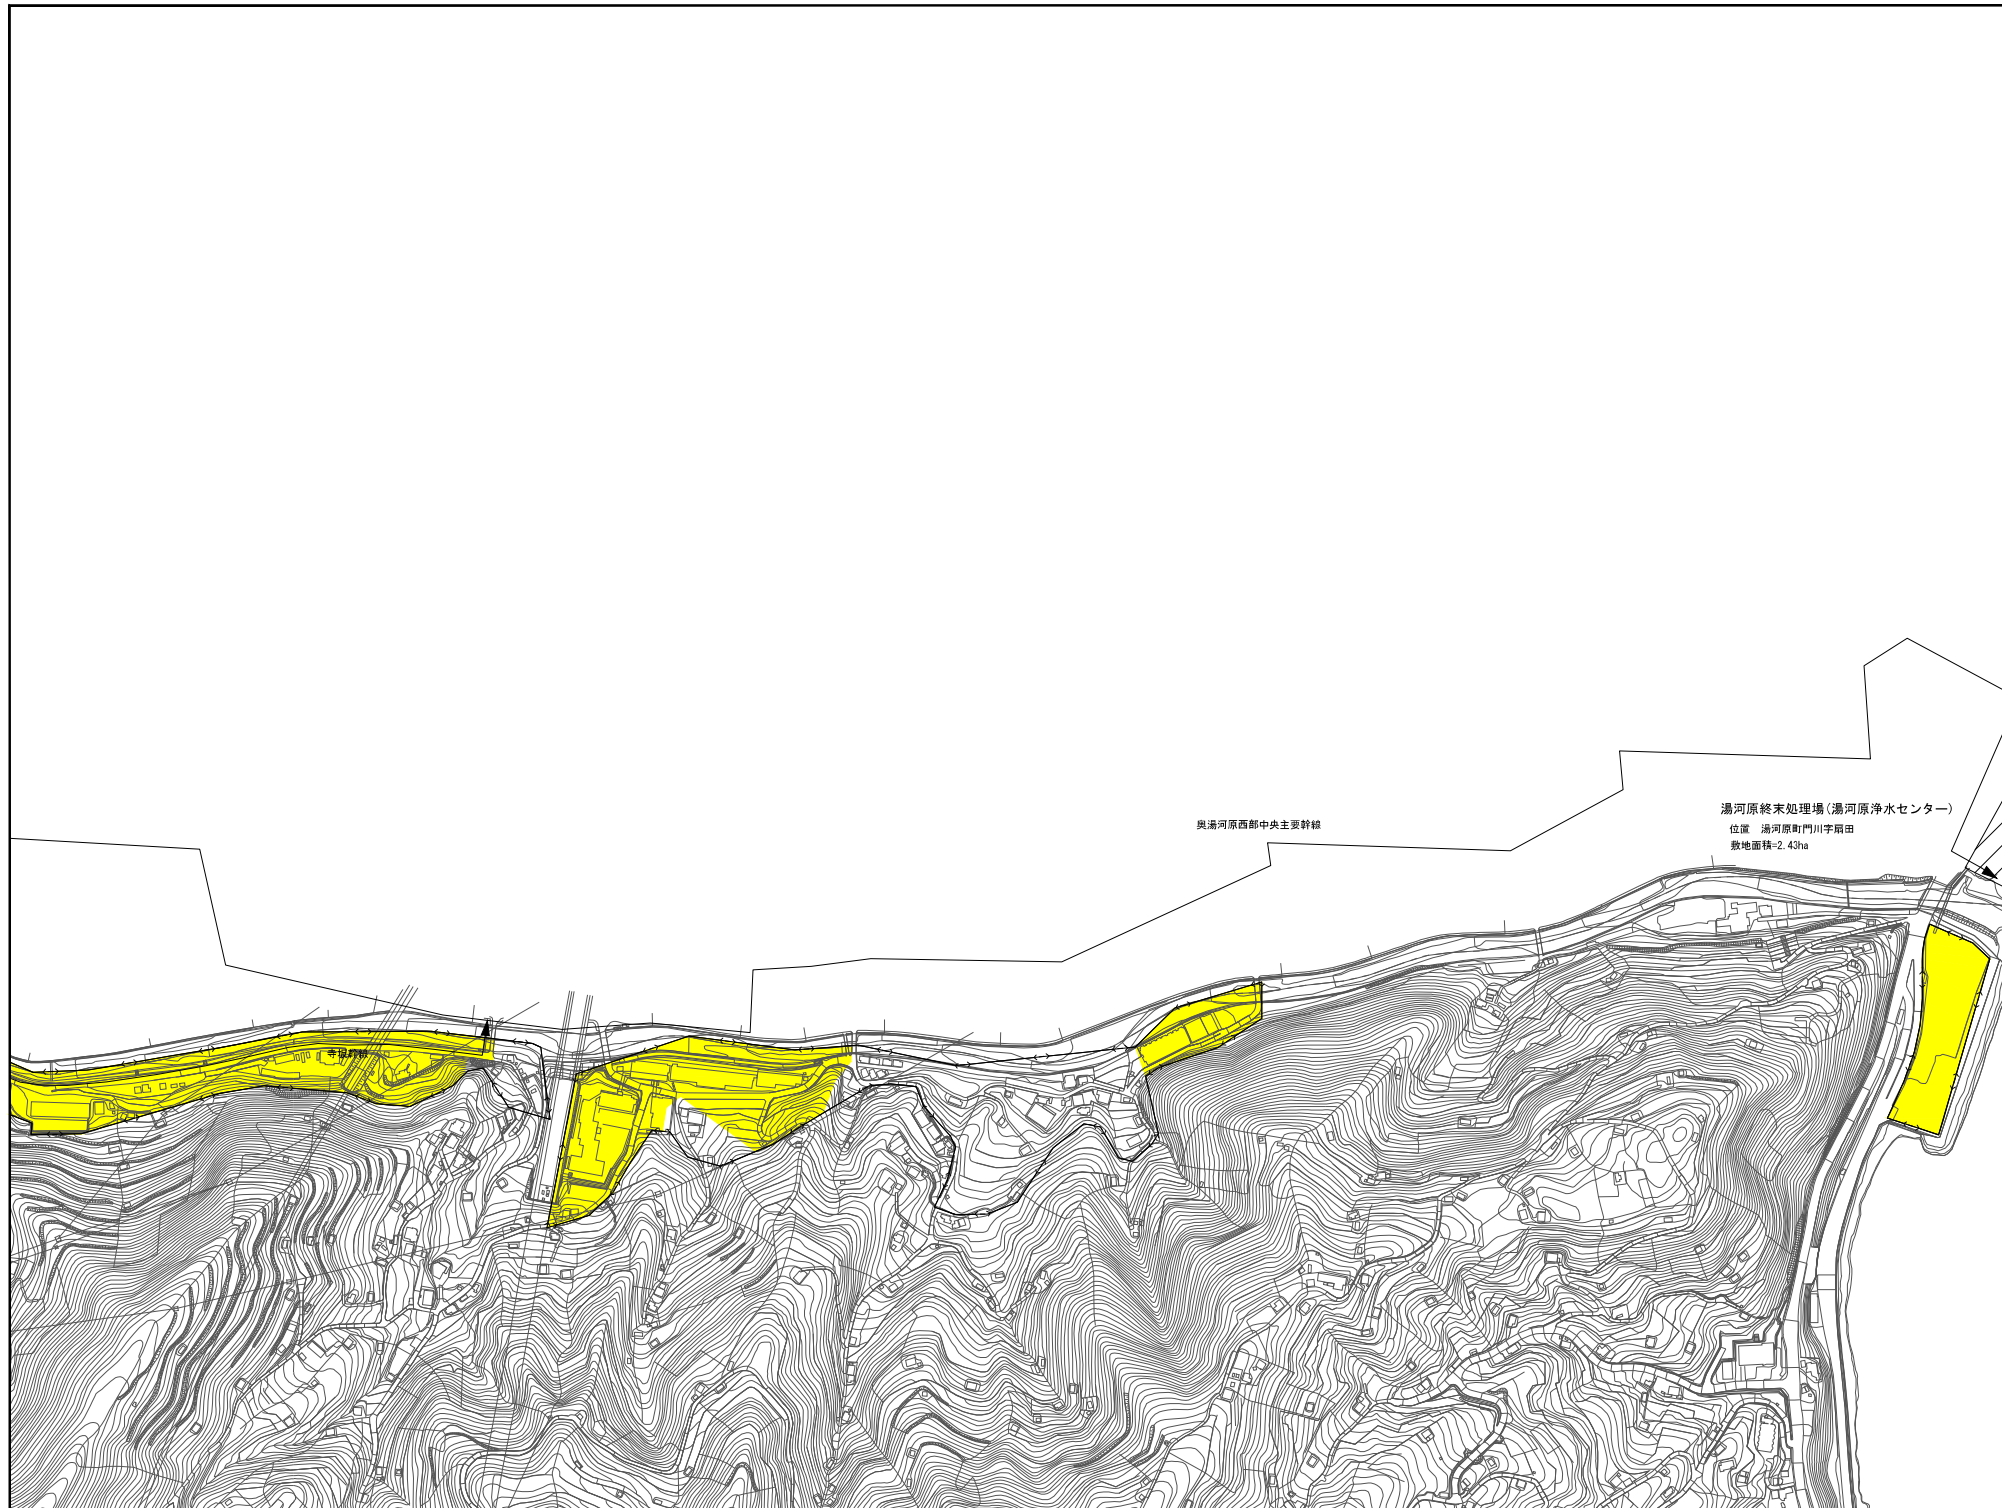 湯河原終末処理場(湯河原浄水センター)
奥湯河原西部中央主要幹線
位置 湯河原町門川字扇田
敷地面積=2.43ha